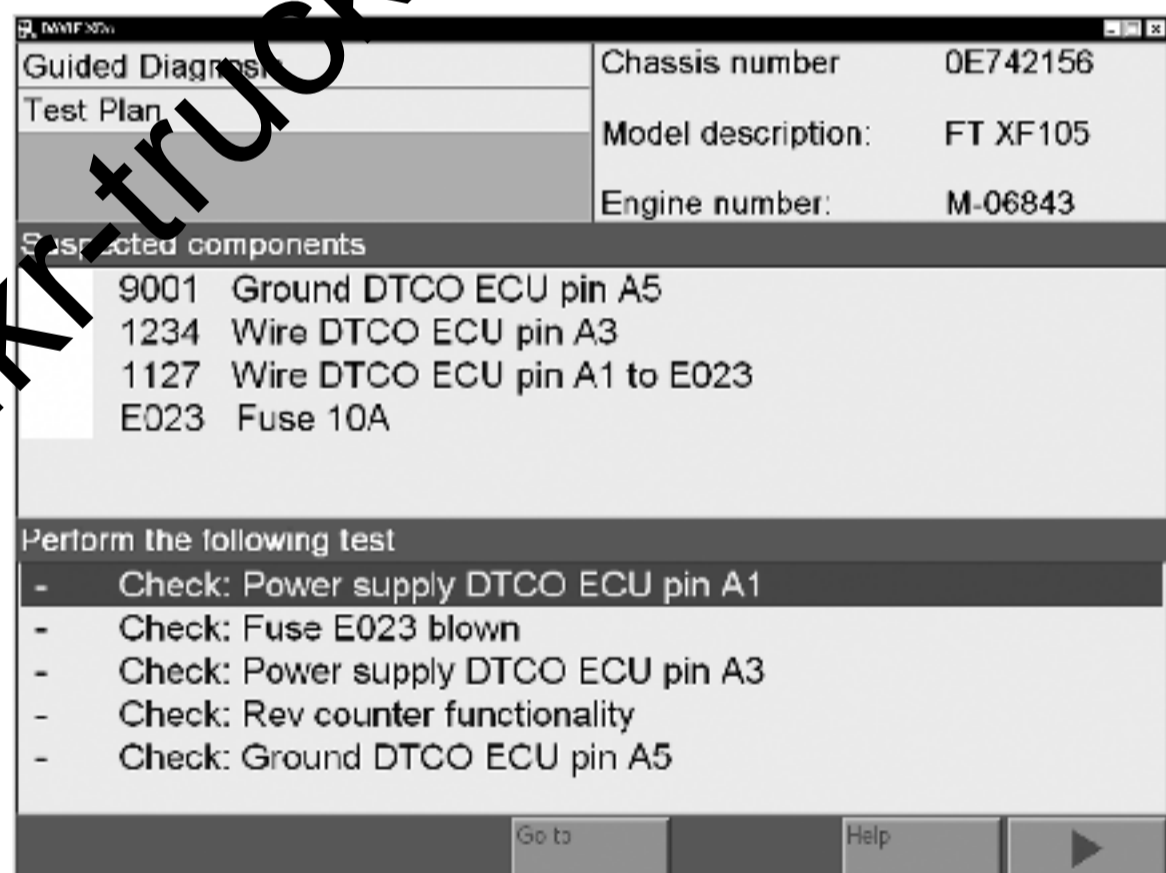 Guided Diagnosis
Test Plan
Chassis number 0E742156
Model description: FT XF105
Engine number: M-06843
Suspected components
9001 Ground DTCO ECU pin A5
1234 Wire DTCO ECU pin A3
1127 Wire DTCO ECU pin A1 to E023
E023 Fuse 10A
Perform the following test
- Check: Power supply DTCO ECU pin A1
- Check: Fuse E023 blown
- Check: Power supply DTCO ECU pin A3
- Check: Rev counter functionality
- Check: Ground DTCO ECU pin A5
Go to
Help